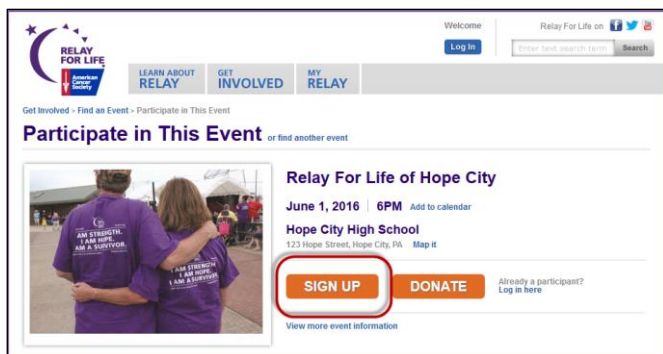 Welcome
Relay For Life on
Log In
Enter text search term
Search
RELAY
FOR LIFE
American
Cancer
Society
LEARN ABOUT
RELAY
GET
INVOLVED
MY
RELAY
Get Involved > Find an Event > Participate in This Event
Participate in This Event or find another event
Relay For Life of Hope City
June 1, 2016 | 6PM Add to calendar
Hope City High School
123 Hope Street, Hope City, PA Map it
SIGN UP
DONATE
Already a participant?
Log in here
View more event information
AM STRENGTH.
I AM HOPE.
AM A SURVIVOR.
I AM STRENGTH
I AM HOPE.
I AM A SURVIVOR